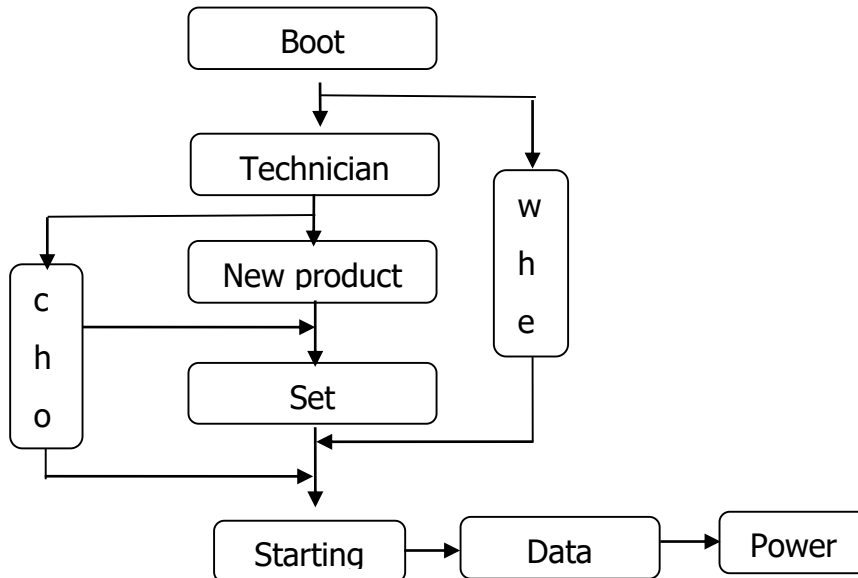 Boot
Technician
w
h
e
New product
c
h
o
Set
Starting
Data
Power